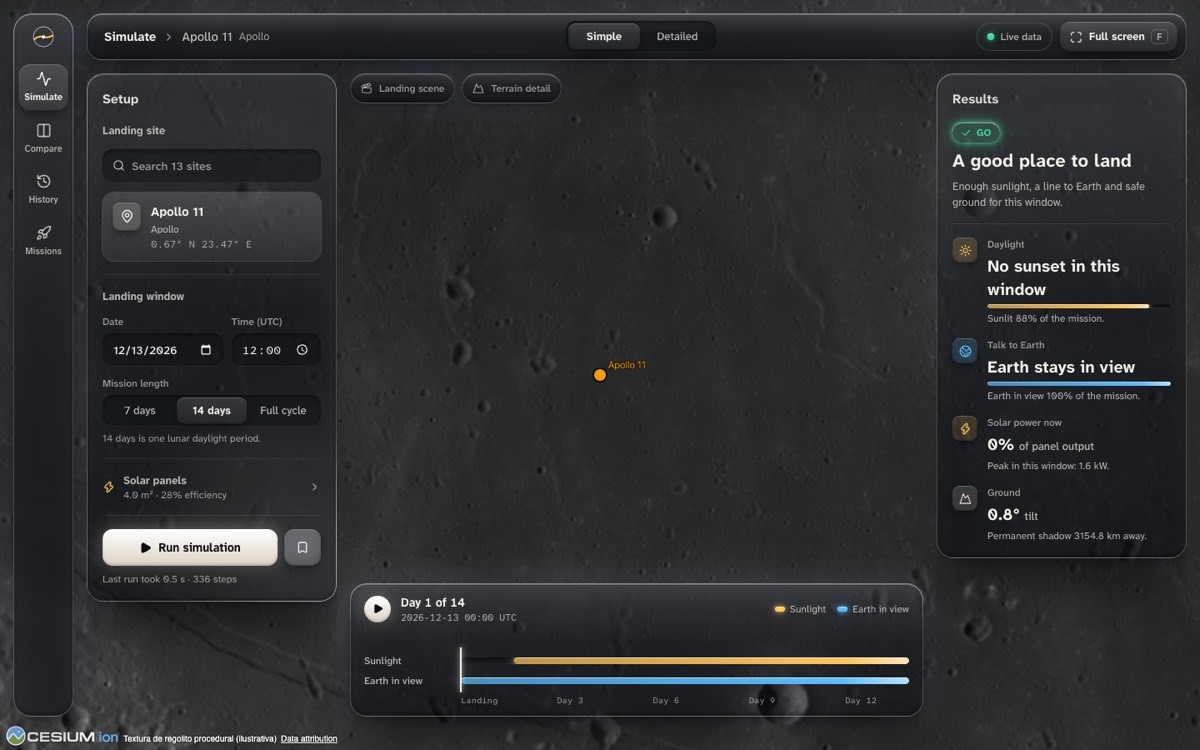 Simulate > Apollo 11 Apollo
Simple
Detailed
Live data
Full screen F
Simulate
Compare
History
Missions
Setup
Landing site
Search 13 sites
Apollo 11
Apollo
0.67° N 23.47° E
Landing window
Date
Time (UTC)
12/13/2026
12:00
Mission length
7 days
14 days
Full cycle
14 days is one lunar daylight period.
Solar panels
4.0 m² · 28% efficiency
Run simulation
Last run took 0.5 s · 336 steps
Landing scene
Terrain detail
Apollo 11
Day 1 of 14
2026-12-13 00:00 UTC
Sunlight
Earth in view
Sunlight
Earth in view
Landing
Day 3
Day 6
Day 9
Day 12
Results
GO
A good place to land
Enough sunlight, a line to Earth and safe
ground for this window.
Daylight
No sunset in this
window
Sunlit 88% of the mission.
Talk to Earth
Earth stays in view
Earth in view 100% of the mission.
Solar power now
0% of panel output
Peak in this window: 1.6 kW.
Ground
0.8° tilt
Permanent shadow 3154.8 km away.
CESIUM ion Textura de regolito procedural (ilustrativa) Data attribution